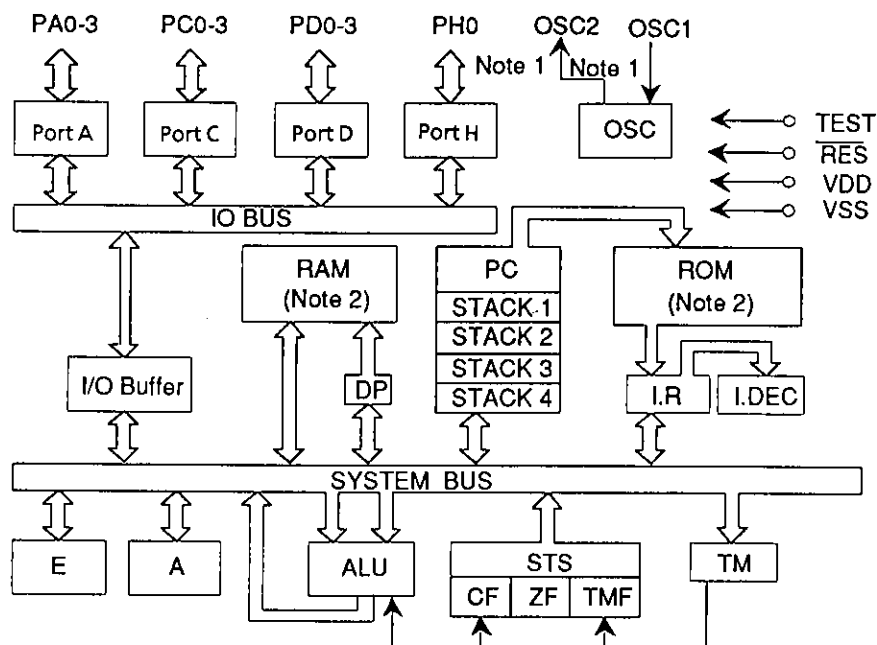 PA0-3 PC0-3 PD0-3 PH0 OSC2 OSC1
Note 1 Note 1
Port A Port C Port D Port H OSC
TEST
RES
VDD
VSS
IO BUS
RAM
(Note 2)
PC
STACK 1
STACK 2
STACK 3
STACK 4
ROM
(Note 2)
I/O Buffer
DP
I.R
I.DEC
SYSTEM BUS
E
A
ALU
STS
CF ZF TMF
TM